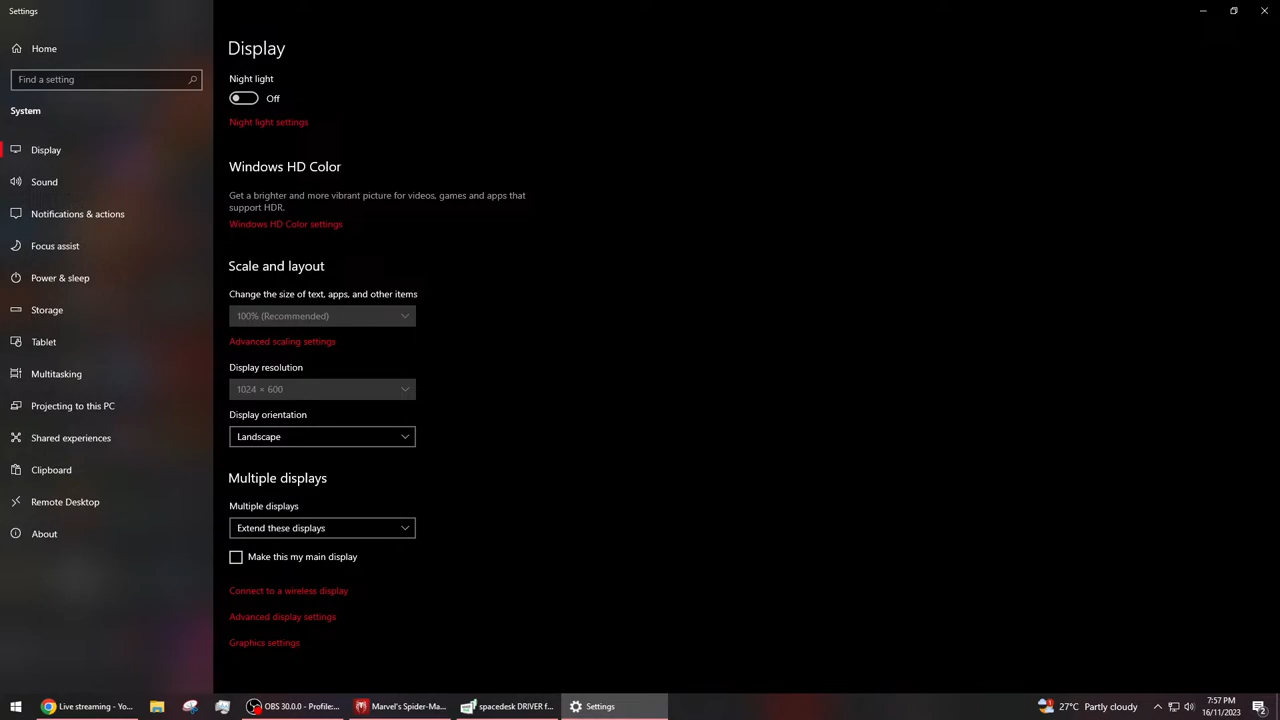 Settings
Home
Find a setting
System
Display
Sound
Notifications & actions
Focus assist
Power & sleep
Storage
Tablet
Multitasking
Projecting to this PC
Shared experiences
Clipboard
Remote Desktop
About
Display
Night light
Off
Night light settings
Windows HD Color
Get a brighter and more vibrant picture for videos, games and apps that
support HDR.
Windows HD Color settings
Scale and layout
Change the size of text, apps, and other items
100% (Recommended)
Advanced scaling settings
Display resolution
1024 × 600
Display orientation
Landscape
Multiple displays
Multiple displays
Extend these displays
Make this my main display
Connect to a wireless display
Advanced display settings
Graphics settings
Live streaming - Yo...
OBS 30.0.0 - Profile:...
Marvel's Spider-Ma...
spacedesk DRIVER f...
Settings
27°C Partly cloudy
7:57 PM
16/11/2023